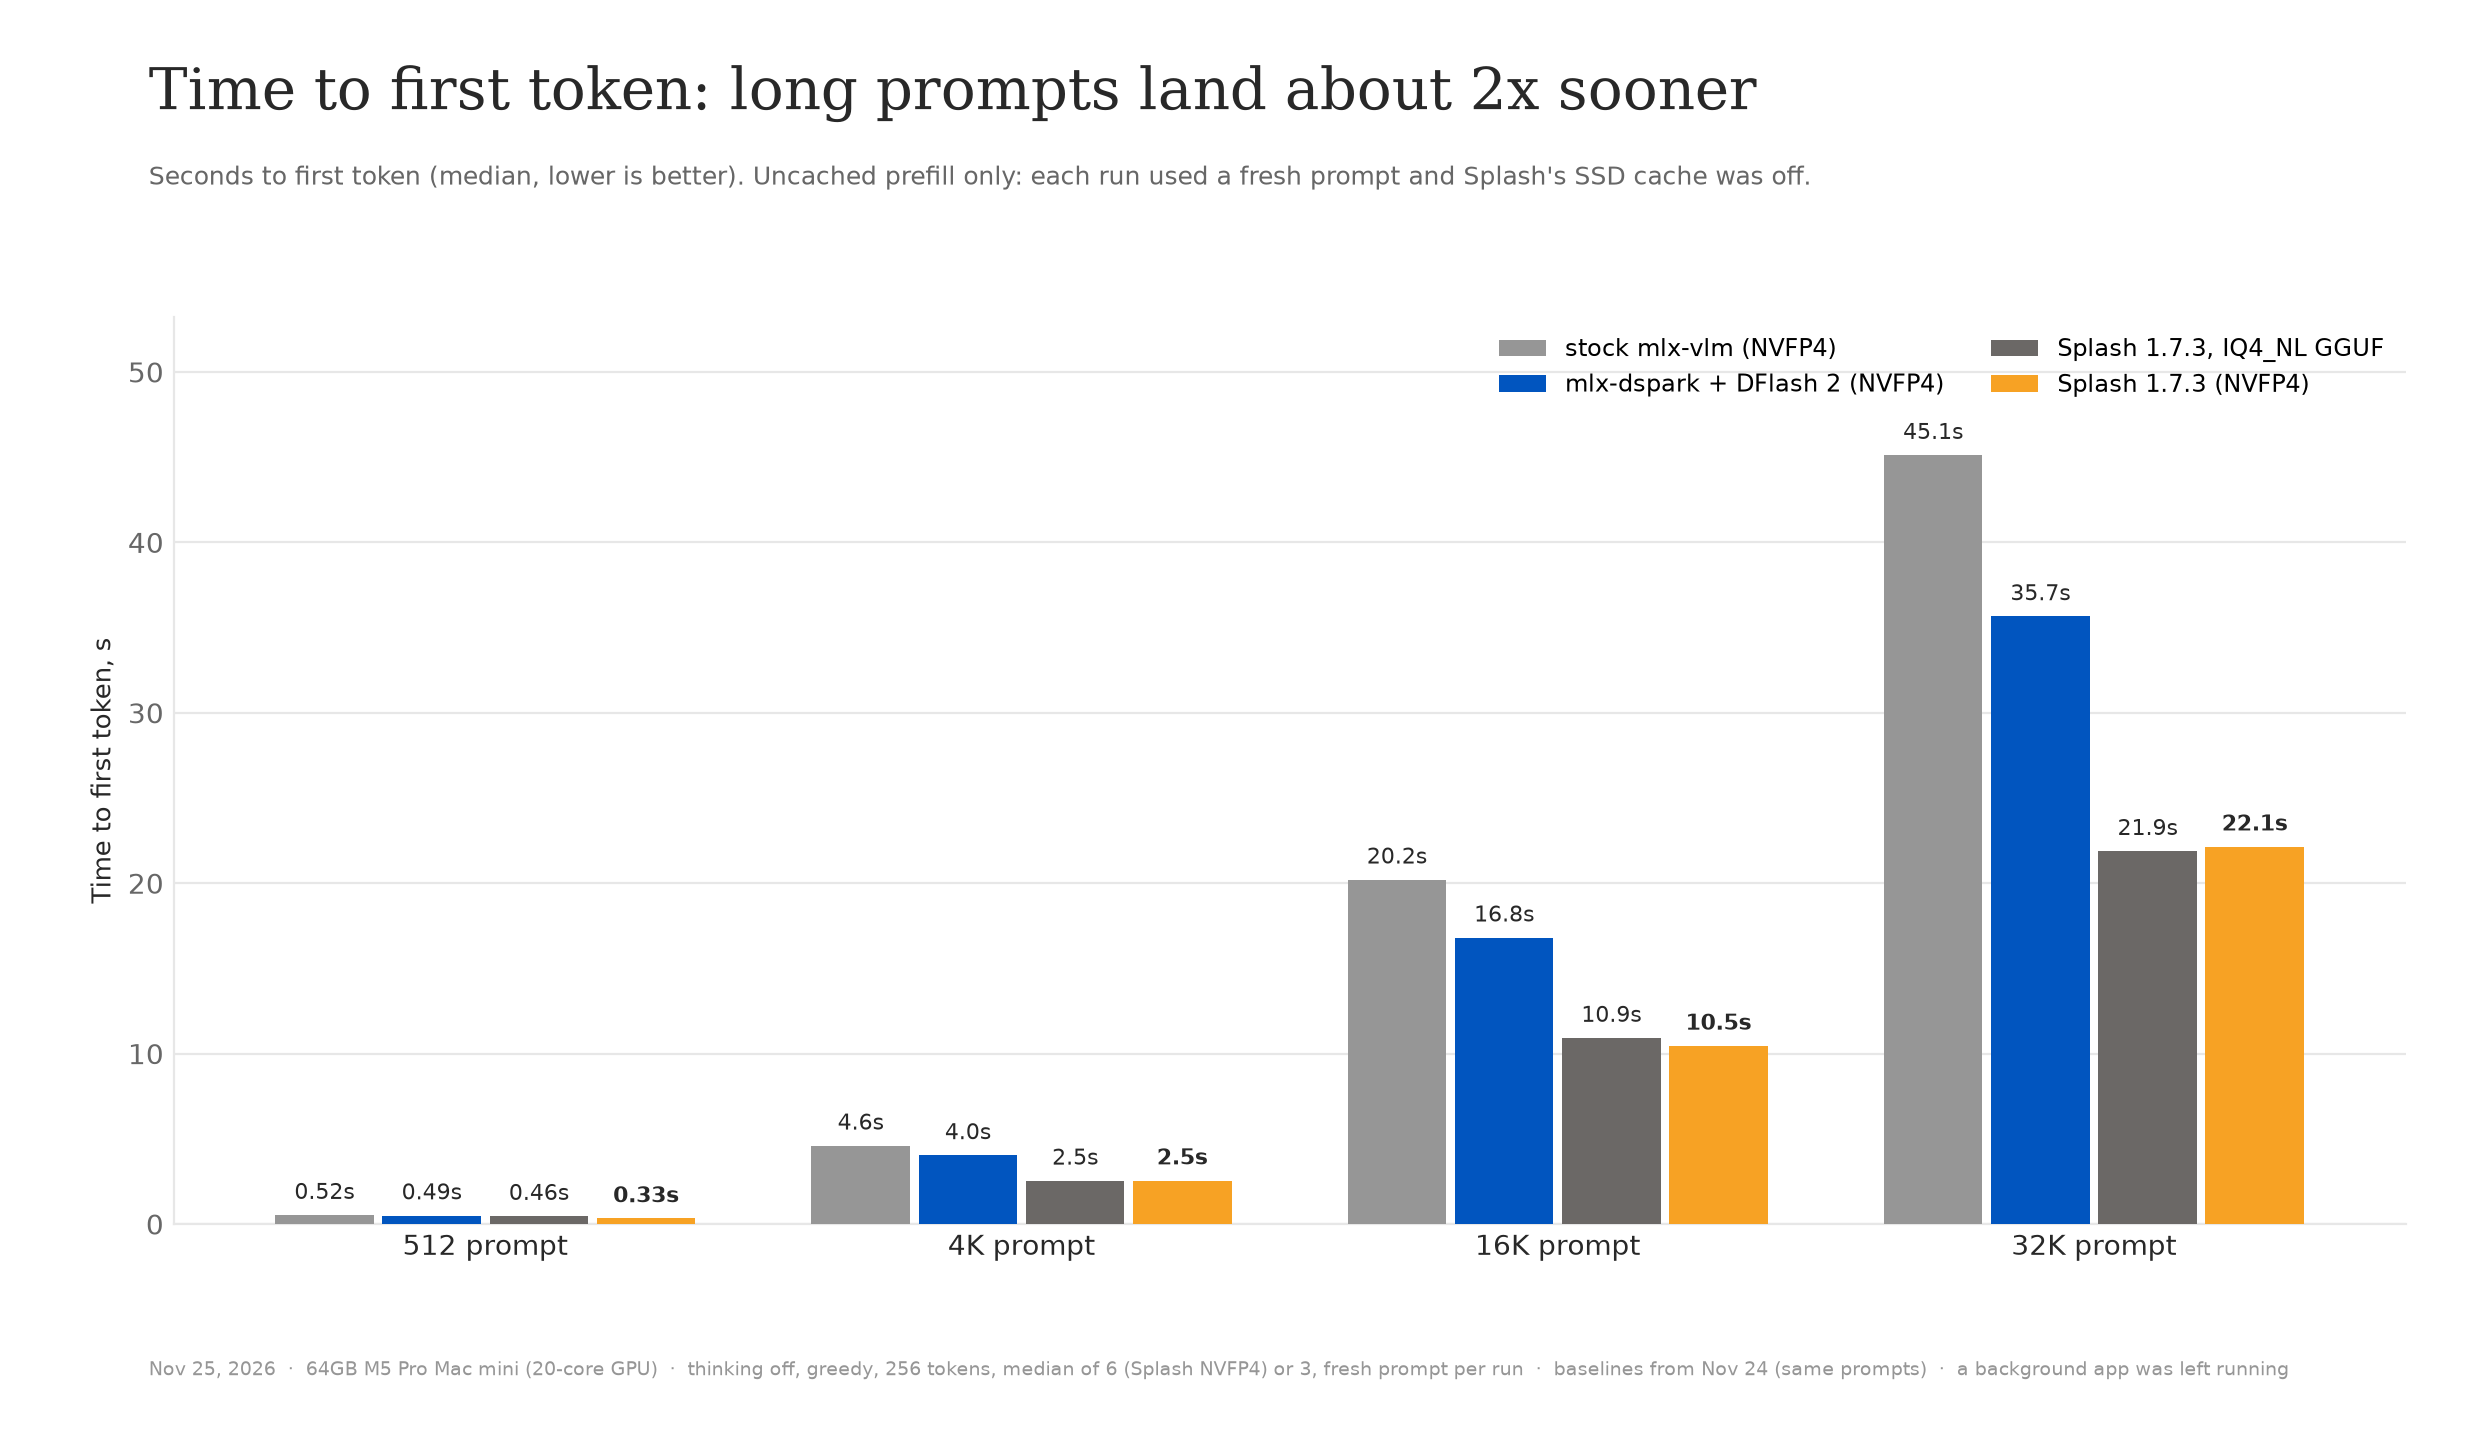 Time to first token: long prompts land about 2x sooner
Seconds to first token (median, lower is better). Uncached prefill only: each run used a fresh prompt and Splash's SSD cache was off.
stock mlx-vlm (NVFP4)
mlx-dspark + DFlash 2 (NVFP4)
Splash 1.7.3, IQ4_NL GGUF
Splash 1.7.3 (NVFP4)
Time to first token, s
50
40
30
20
10
0
0.52s 0.49s 0.46s 0.33s
4.6s 4.0s 2.5s 2.5s
20.2s 16.8s 10.9s 10.5s
45.1s 35.7s 21.9s 22.1s
512 prompt 4K prompt 16K prompt 32K prompt
Nov 25, 2026 · 64GB M5 Pro Mac mini (20-core GPU) · thinking off, greedy, 256 tokens, median of 6 (Splash NVFP4) or 3, fresh prompt per run · baselines from Nov 24 (same prompts) · a background app was left running